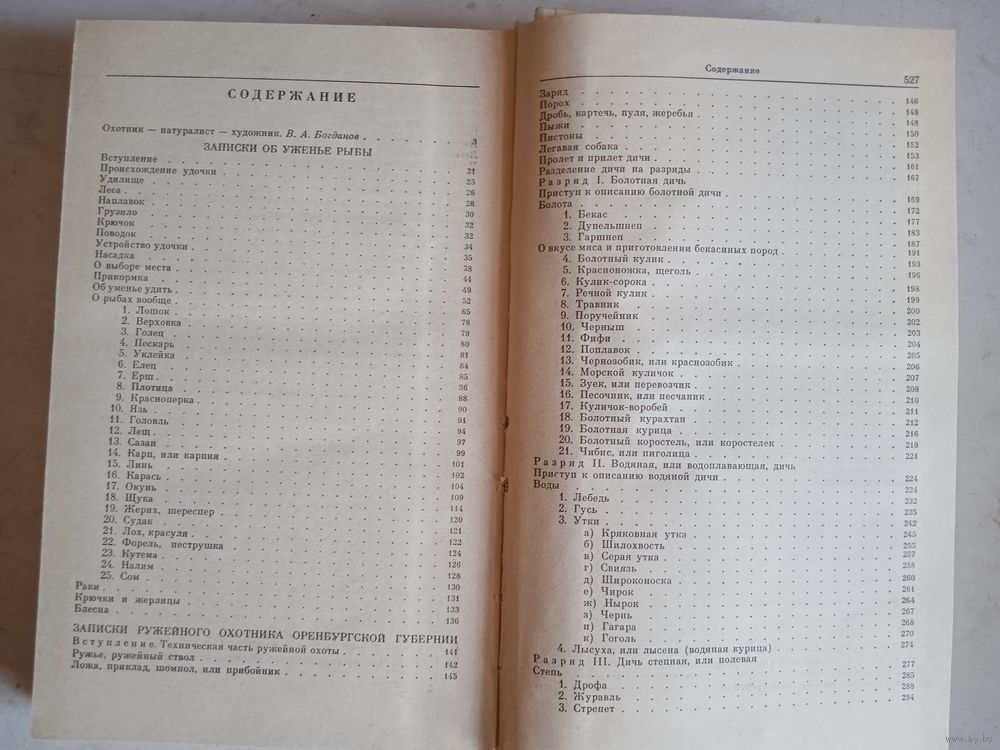 СОДЕРЖАНИЕ
Охотник — натуралист — художник. В. А. Богданов . . . . . . 3
ЗАПИСКИ ОБ УЖЕНЬЕ РЫБЫ
Вступление 21
Происхождение удочки 25
Удилище 26
Леса 28
Наплавок 30
Грузило 32
Крючок 32
Поводок 34
Устройство удочки 35
Насадка 38
О выборе места 44
Прикормка 49
Об уменье удить 52
О рыбах вообще 65
1. Лошок 78
2. Верховка 79
3. Голец 80
4. Пескарь 81
5. Уклейка 84
6. Елец 85
7. Ерш 36
8. Плотица 88
9. Красноперка 90
10. Язь 91
11. Головль 94
12. Лещ 97
13. Сазан 99
14. Карп, или карпия 101
15. Линь 102
16. Карась 104
17. Окунь 109
18. Щука 114
19. Жерих, шереспер 120
20. Судак 121
21. Лох, красуля 122
22. Форель, пеструшка 124
23. Кутема 126
24. Налим 128
25. Сом 130
Раки 131
Крючки и жерлицы 133
Блесна 136
ЗАПИСКИ РУЖЕЙНОГО ОХОТНИКА ОРЕНБУРГСКОЙ ГУБЕРНИИ
Вступление. Техническая часть ружейной охоты 141
Ружье, ружейный ствол 142
Ложа, приклад, шомпол, или прибойник 145
Содержание 527
Заряд 146
Порох 148
Дробь, картечь, пуля, жеребья 148
Пыжи 150
Пистоны 152
Легавая собака 153
Пролет и прилет дичи 161
Разделение дичи на разряды 167
Разряд I. Болотная дичь
Приступ к описанию болотной дичи 169
Болота 172
1. Бекас 177
2. Дупельшнеп 183
3. Гаршнеп 187
О вкусе мяса и приготовлении бекасиных пород 191
4. Болотный кулик 193
5. Красноножка, щеголь 196
6. Кулик-сорока 198
7. Речной кулик 199
8. Травник 200
9. Поручейник 202
10. Черныш 203
11. Фифи 204
12. Поплавок 205
13. Чернозобик, или краснозобик 206
14. Морской куличок 207
15. Зуек, или перевозчик 208
16. Песочник, или песчаник 210
17. Куличок-воробей 211
18. Болотный курахтан 212
19. Болотная курица 216
20. Болотный коростель, или коростелек 219
21. Чибис, или пиголица 221
Разряд II. Водяная, или водоплавающая, дичь
Приступ к описанию водяной дичи 224
Воды 224
1. Лебедь 232
2. Гусь 235
3. Утки 242
а) Кряковная утка 245
б) Шилохвость 255
в) Серая утка 257
г) Свиязь 258
д) Широконоска 260
е) Чирок 261
ж) Нырок 264
з) Чернь 267
и) Гагара 268
к) Гоголь 270
4. Лысуха, или лысена (водяная курица) 274
Разряд III. Дичь степная, или полевая
Степь 277
1. Дрофа 285
2. Журавль 288
3. Стрепет 294
www.ay.by